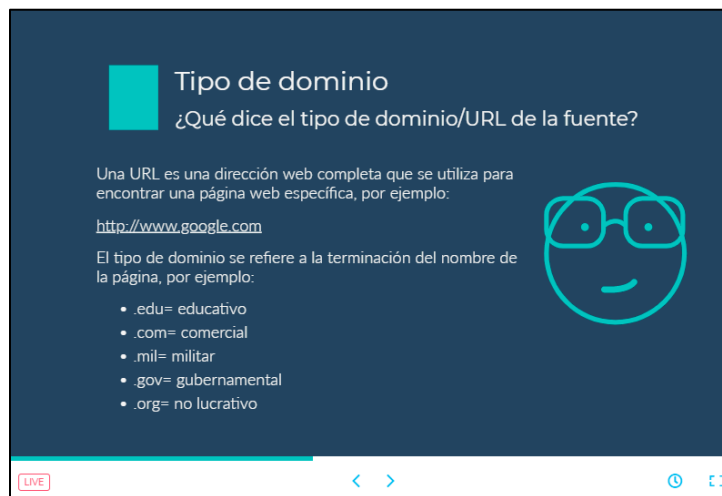 Tipo de dominio
¿Qué dice el tipo de dominio/URL de la fuente?
Una URL es una dirección web completa que se utiliza para
encontrar una página web específica, por ejemplo:
http://www.google.com
El tipo de dominio se refiere a la terminación del nombre de
la página, por ejemplo:
• .edu= educativo
• .com= comercial
• .mil= militar
• .gov= gubernamental
• .org= no lucrativo
LIVE